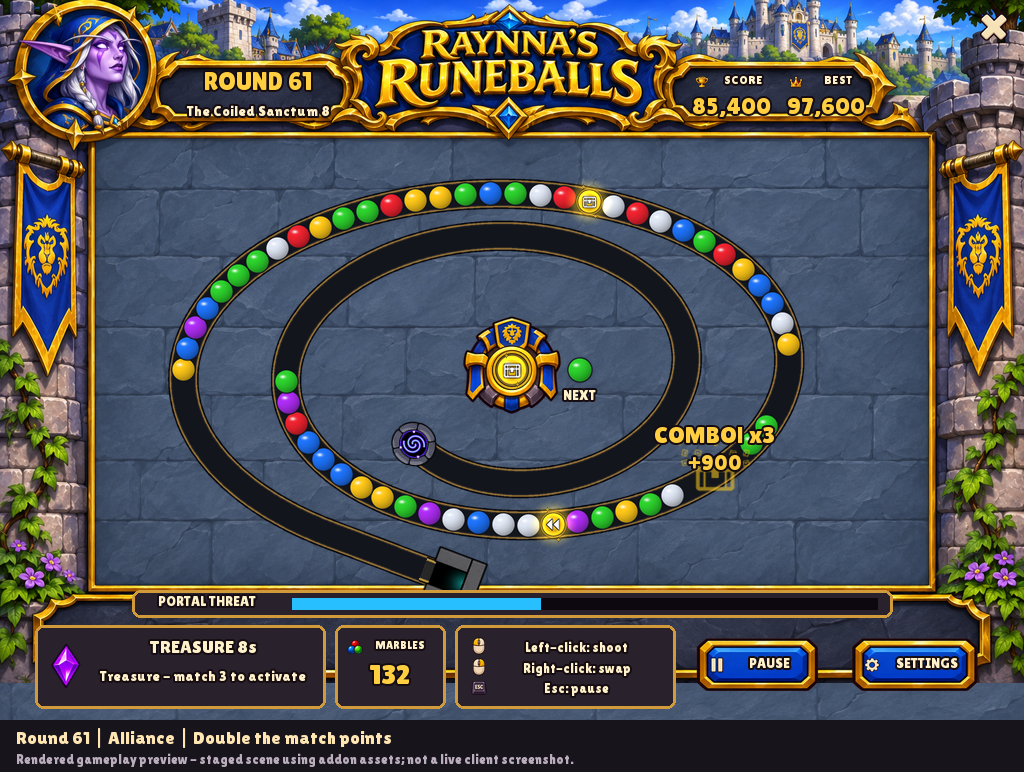 RAYNNA'S
RUNEBALLS
ROUND 61
The Coiled Sanctum 8
SCORE BEST
85,400 97,600
NEXT
COMBO! x3
+900
PORTAL THREAT
TREASURE 8s
Treasure – match 3 to activate
MARBLES
132
Left-click: shoot
Right-click: swap
ESC
Esc: pause
PAUSE
SETTINGS
Round 61 | Alliance | Double the match points
Rendered gameplay preview – staged scene using addon assets; not a live client screenshot.